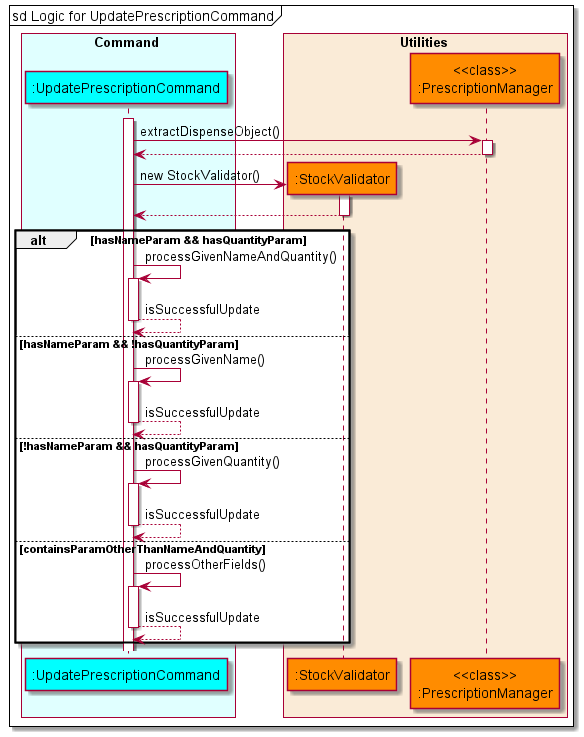 sd Logic for UpdatePrescriptionCommand
Command
Utilities
:UpdatePrescriptionCommand
<<class>>
:PrescriptionManager
extractDispenseObject()
new StockValidator()
:StockValidator
alt
[hasNameParam && hasQuantityParam]
processGivenNameAndQuantity()
isSuccessfulUpdate
[hasNameParam && !hasQuantityParam]
processGivenName()
isSuccessfulUpdate
[!hasNameParam && hasQuantityParam]
processGivenQuantity()
isSuccessfulUpdate
[containsParamOtherThanNameAndQuantity]
processOtherFields()
isSuccessfulUpdate
:UpdatePrescriptionCommand
:StockValidator
<<class>>
:PrescriptionManager